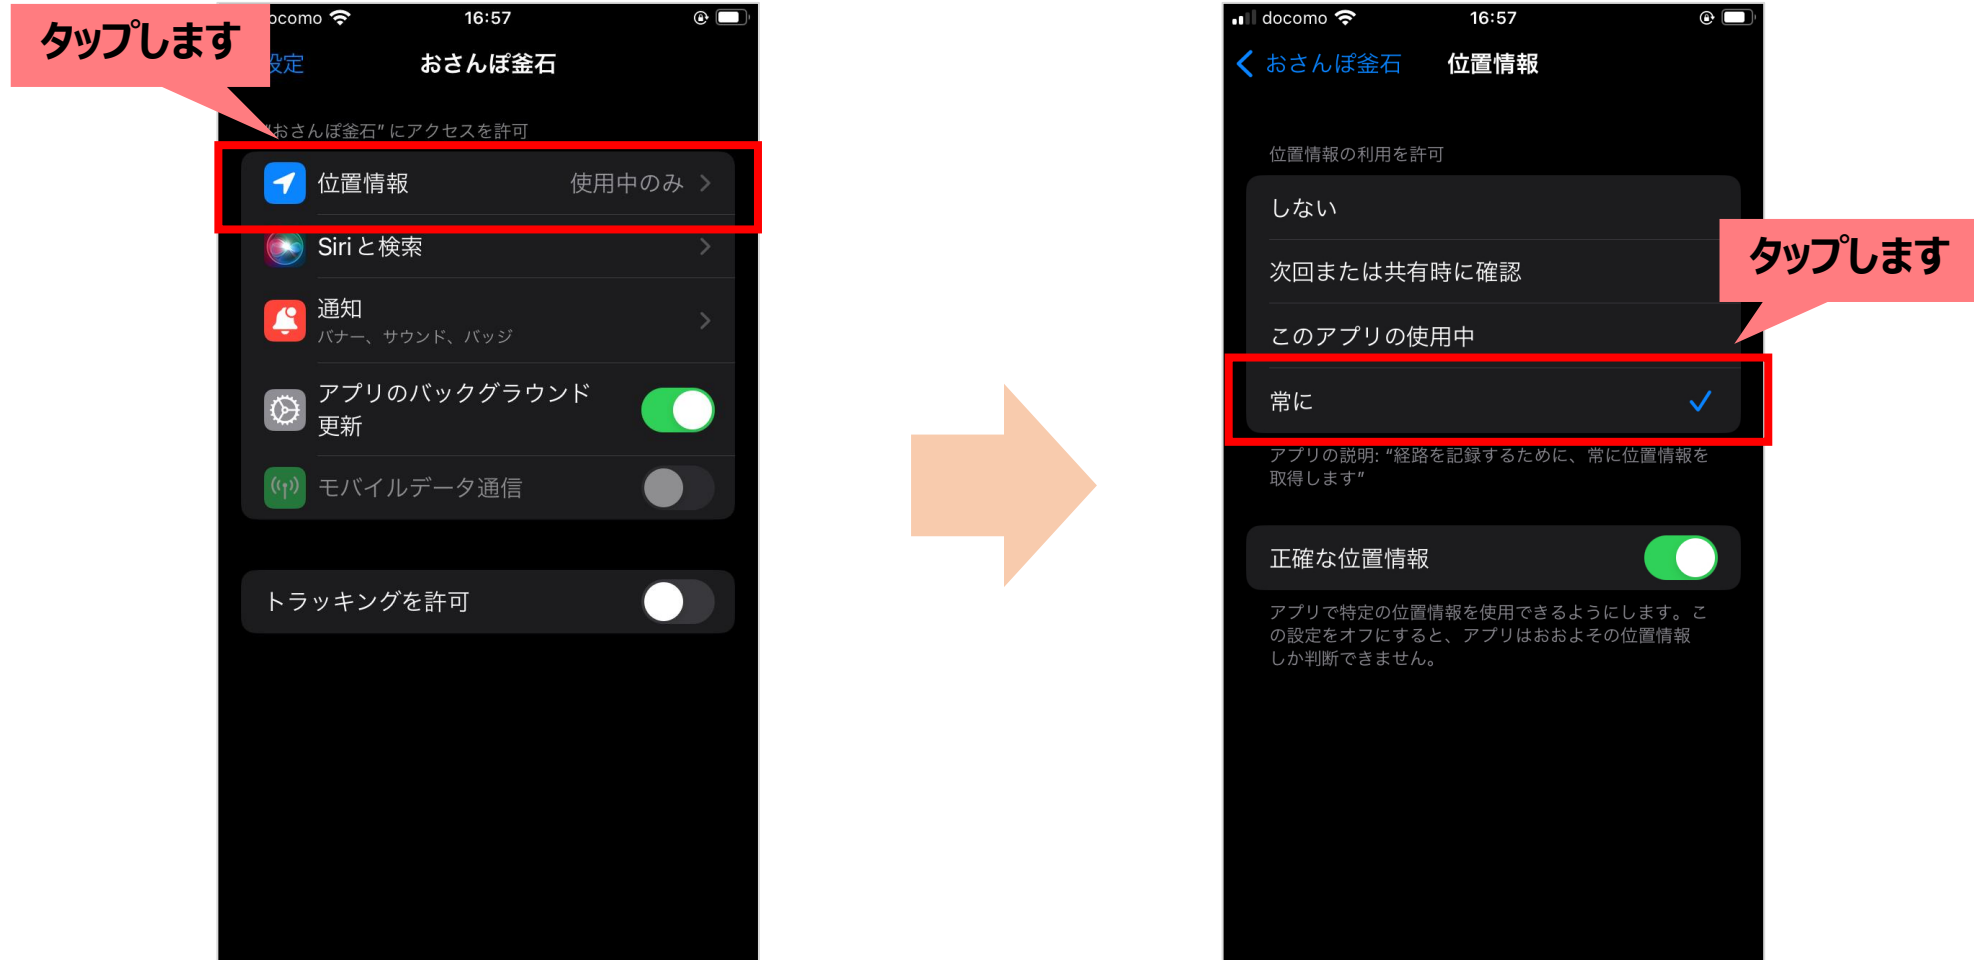 タップします
ocomo
16:57
設定
おさんぽ釜石
"おさんぽ釜石" にアクセスを許可
位置情報
使用中のみ
Siriと検索
通知
バナー、サウンド、バッジ
アプリのバックグラウンド
更新
モバイルデータ通信
トラッキングを許可
docomo
16:57
おさんぽ釜石
位置情報
位置情報の利用を許可
しない
タップします
次回または共有時に確認
このアプリの使用中
常に
アプリの説明: “経路を記録するために、常に位置情報を
取得します”
正確な位置情報
アプリで特定の位置情報を使用できるようにします。こ
の設定をオフにすると、アプリはおおよその位置情報
しか判断できません。